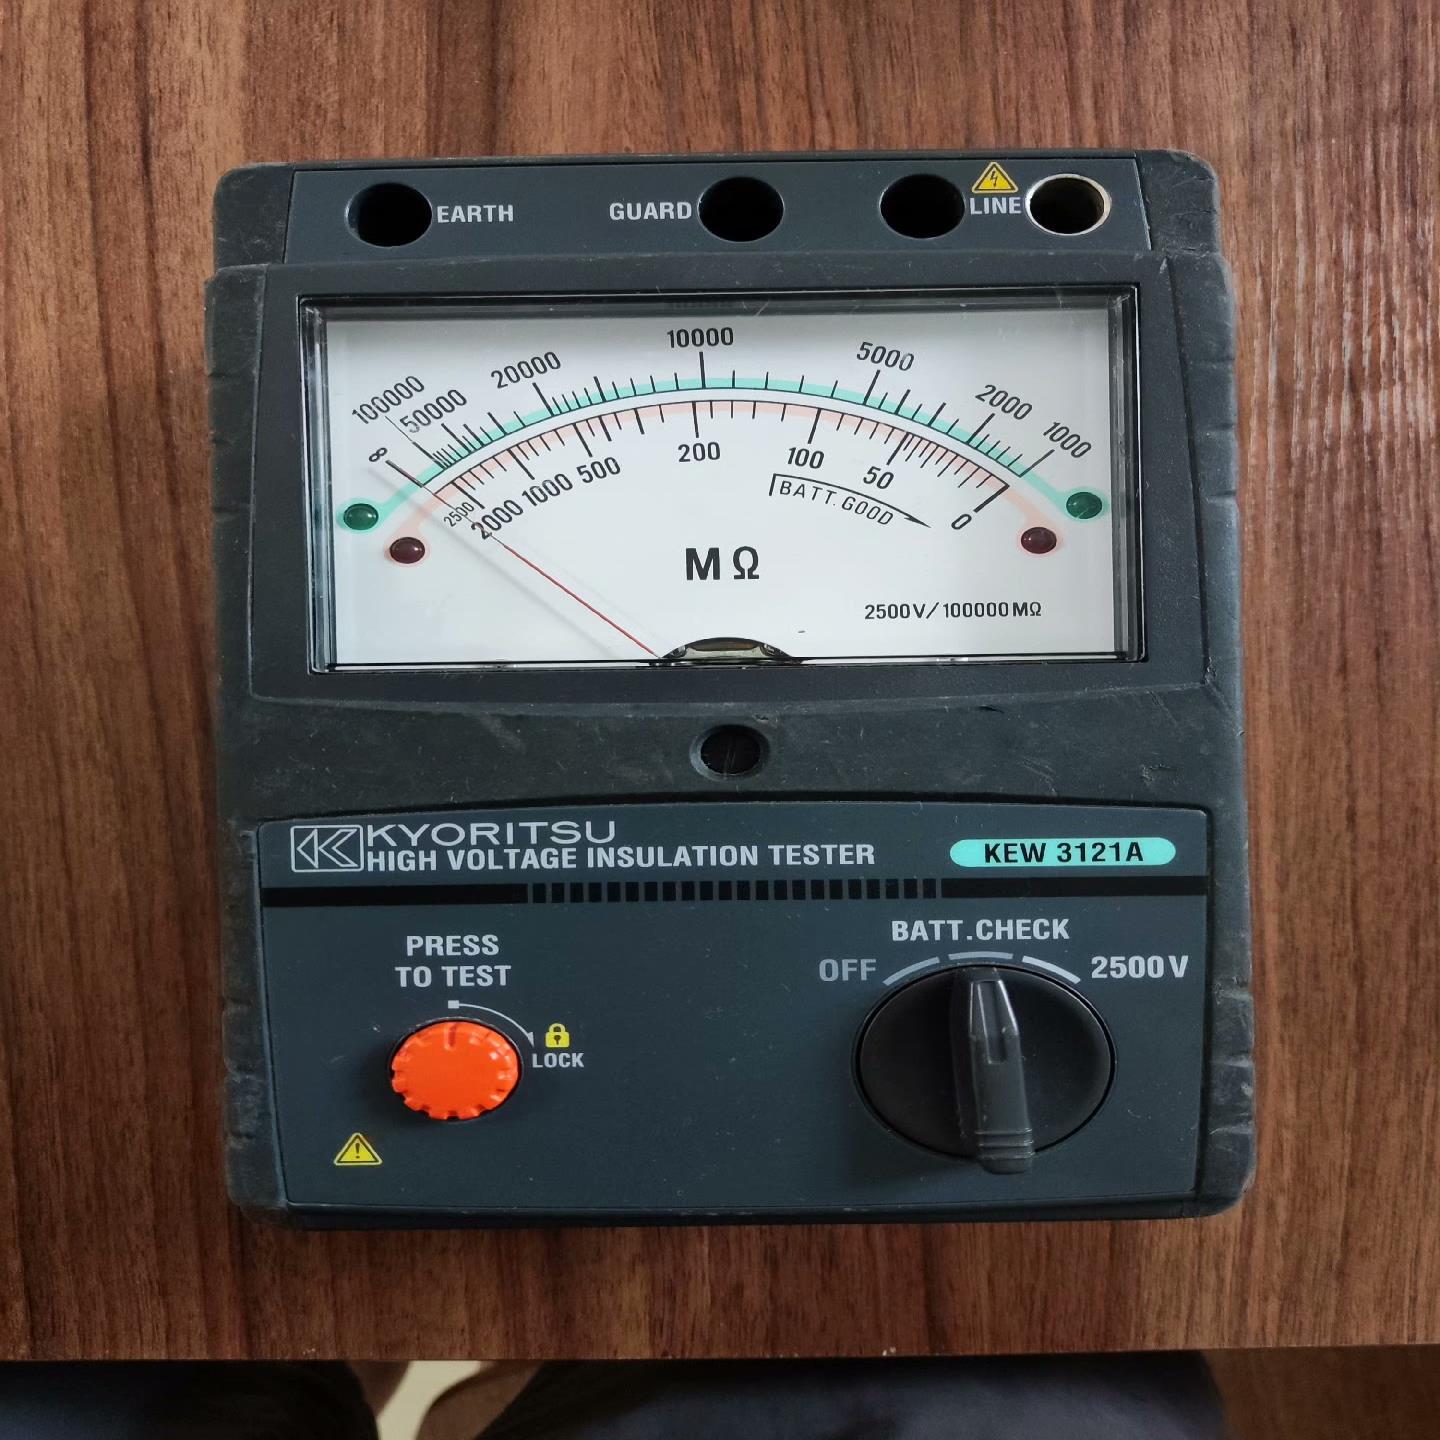 EARTH GUARD LINE
∞ 100000 50000 20000 10000 5000 2000 1000
2500 2000 1000 500 200 100 50 0
BATT. GOOD
MΩ
2500V/100000MΩ
KYORITSU
HIGH VOLTAGE INSULATION TESTER
KEW 3121A
PRESS
TO TEST
LOCK
BATT.CHECK
OFF 2500V